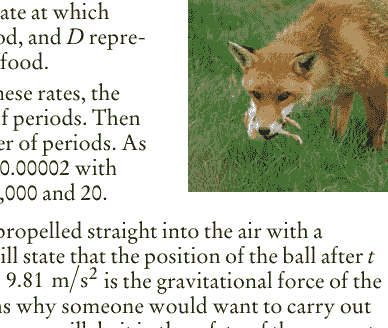 ate at which
od, and D repre-
food.
hese rates, the
f periods. Then
er of periods. As
0.00002 with
,000 and 20.
propelled straight into the air with a
ill state that the position of the ball after t
9.81 m/s² is the gravitational force of the
ns why someone would want to carry out